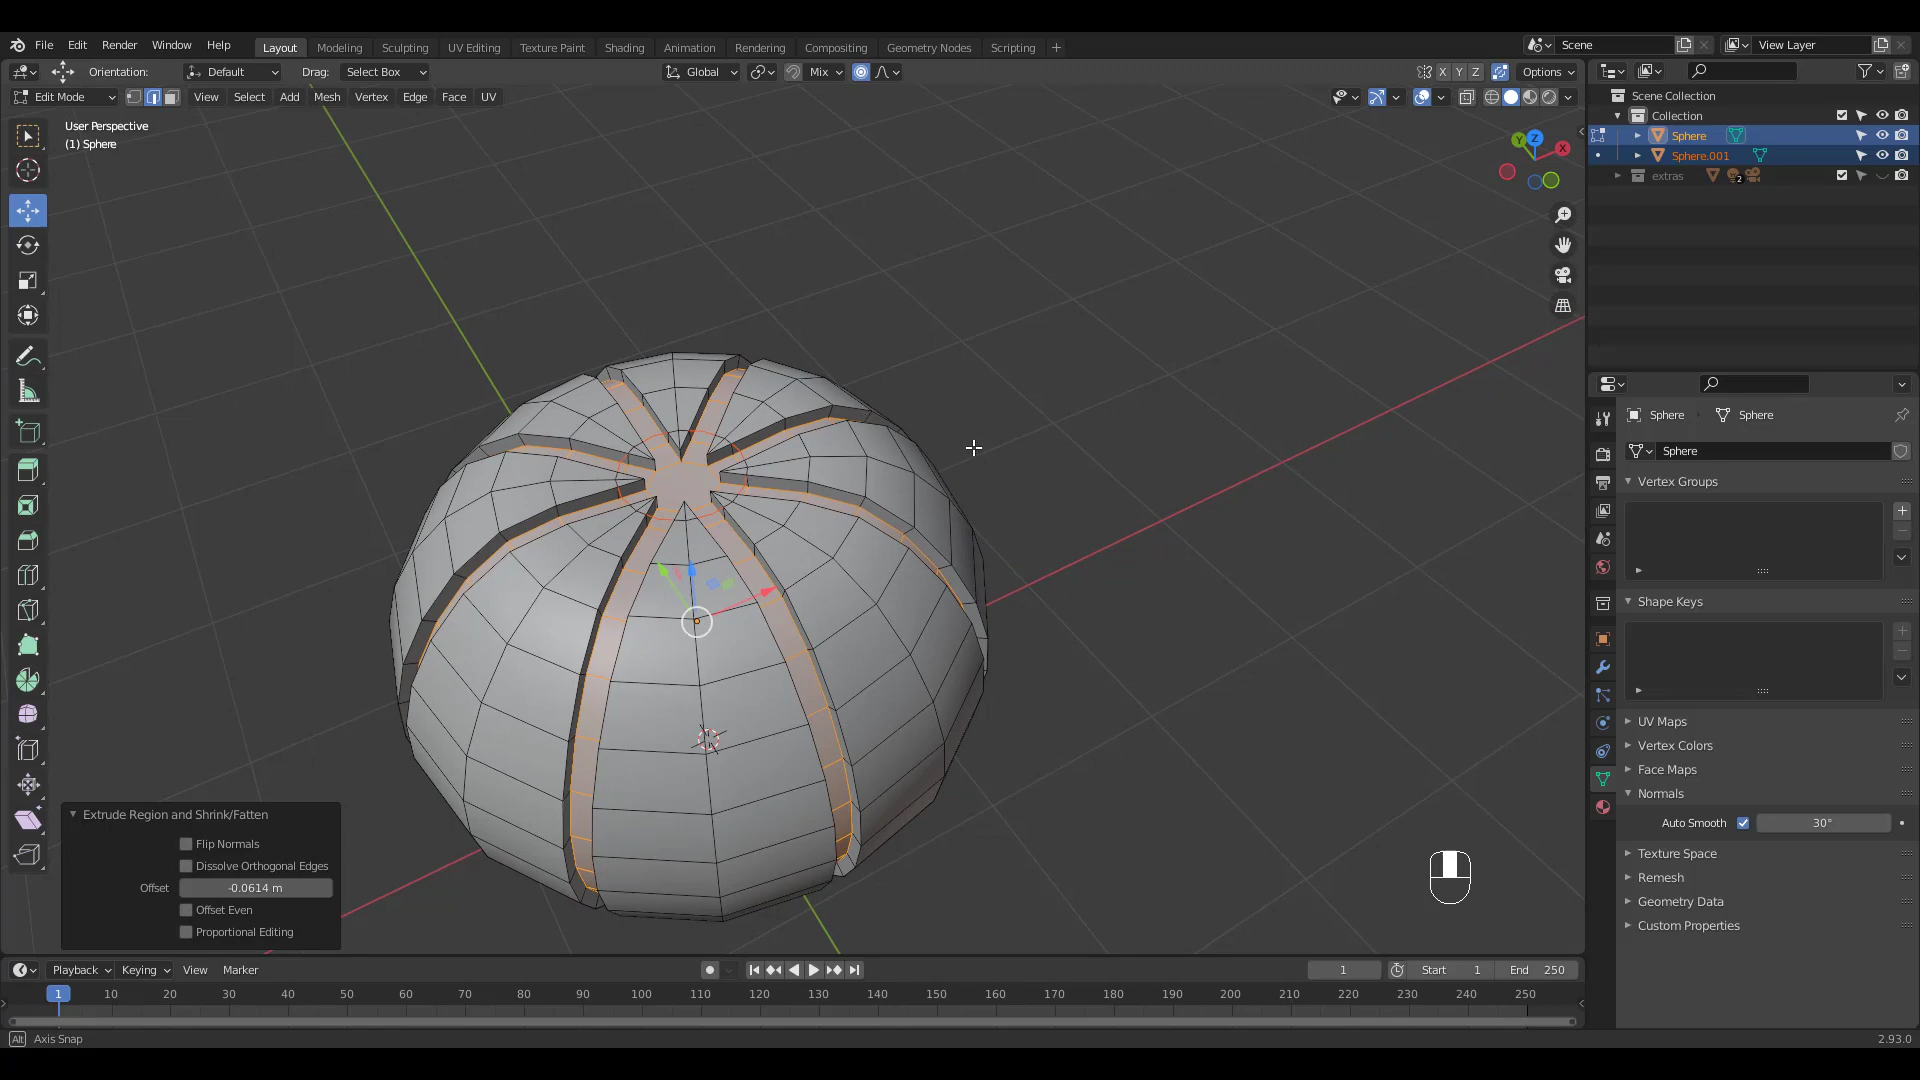 File Edit Render Window Help Layout Modeling Sculpting UV Editing Texture Paint Shading Animation Rendering Compositing Geometry Nodes Scripting + Scene View Layer
Orientation: Default Drag: Select Box Global Mix X Y Z Options
Edit Mode View Select Add Mesh Vertex Edge Face UV
Scene Collection
Collection
Sphere
Sphere.001
extras 2
User Perspective
(1) Sphere
Y Z X
Sphere Sphere
Sphere
Vertex Groups
Shape Keys
UV Maps
Vertex Colors
Face Maps
Normals
Auto Smooth 30°
Texture Space
Remesh
Geometry Data
Custom Properties
Extrude Region and Shrink/Fatten
Flip Normals
Dissolve Orthogonal Edges
Offset -0.0614 m
Offset Even
Proportional Editing
Playback Keying View Marker 1 Start 1 End 250
1 10 20 30 40 50 60 70 80 90 100 110 120 130 140 150 160 170 180 190 200 210 220 230 240 250
Alt Axis Snap 2.93.0